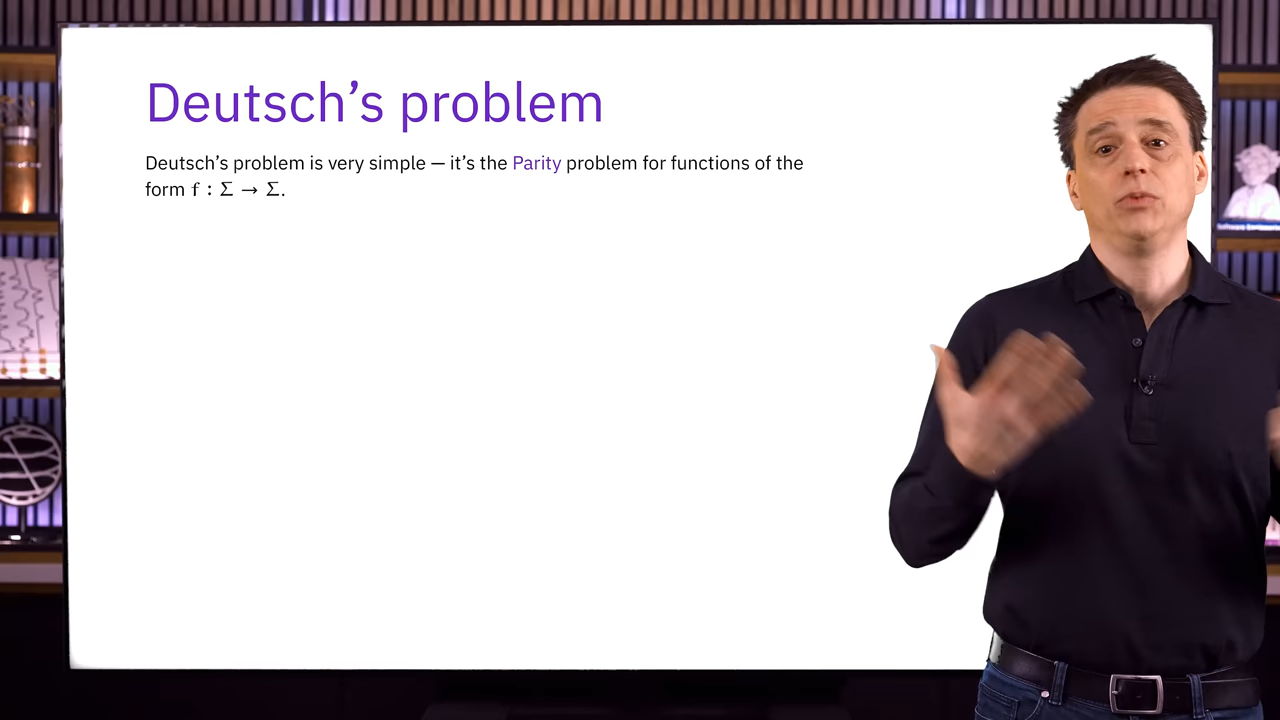 Deutsch’s problem
Deutsch’s problem is very simple — it’s the Parity problem for functions of the
form f : Σ → Σ.